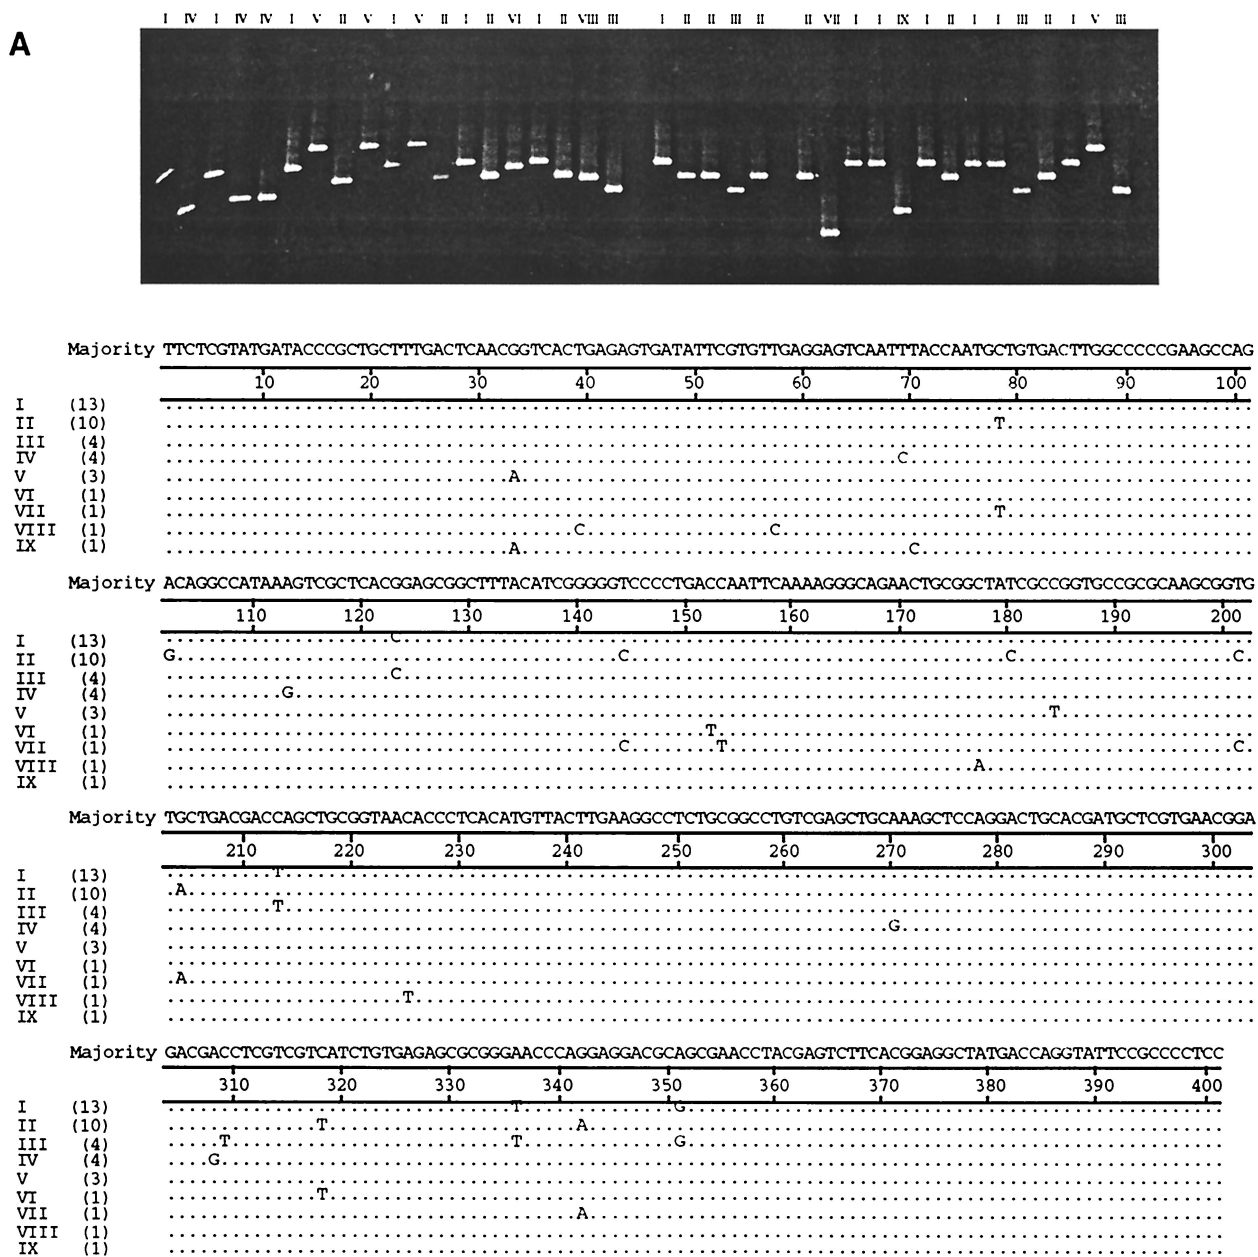 A
I IV I IV IV I V II V I V II I II VI I II VIII III I II II III II II VII I I IX I II I I III II I V III
Majority TTCTCGTATGATACCCGCTGCTTTGACTCAACGGTCACTGAGAGTGATATTCGTGTTGAGGAGTCAATTTACCAATGCTGTGACTTGGCCCCCGAAGCCAG
10 20 30 40 50 60 70 80 90 100
I (13)
II (10) T
III (4)
IV (4) C
V (3) A
VI (1)
VII (1) T
VIII (1) C C
IX (1) A C
Majority ACAGGCCATAAAGTCGCTCACGGAGCGGCTTTACATCGGGGGTCCCCTGACCAATTCAAAAGGGCAGAACTGCGGCTATCGCCGGTGCCGCGCAAGCGGTG
110 120 130 140 150 160 170 180 190 200
I (13) C
II (10) G C C C
III (4) C
IV (4) G
V (3) T
VI (1) T
VII (1) C T C
VIII (1) A
IX (1)
Majority TGCTGACGACCAGCTGCGGTAACACCCTCACATGTTACTTGAAGGCCTCTGCGGCCTGTCGAGCTGCAAAGCTCCAGGACTGCACGATGCTCGTGAACGGA
210 220 230 240 250 260 270 280 290 300
I (13) T
II (10) A
III (4) T
IV (4) G
V (3)
VI (1)
VII (1) A
VIII (1) T
IX (1)
Majority GACGACCTCGTCGTCATCTGTGAGAGCGCGGGAACCCAGGAGGACGCAGCGAACCTACGAGTCTTCACGGAGGCTATGACCAGGTATTCCGCCCCTCC
310 320 330 340 350 360 370 380 390 400
I (13) T G
II (10) T A
III (4) T T G
IV (4) G
V (3)
VI (1) T
VII (1) A
VIII (1)
IX (1)